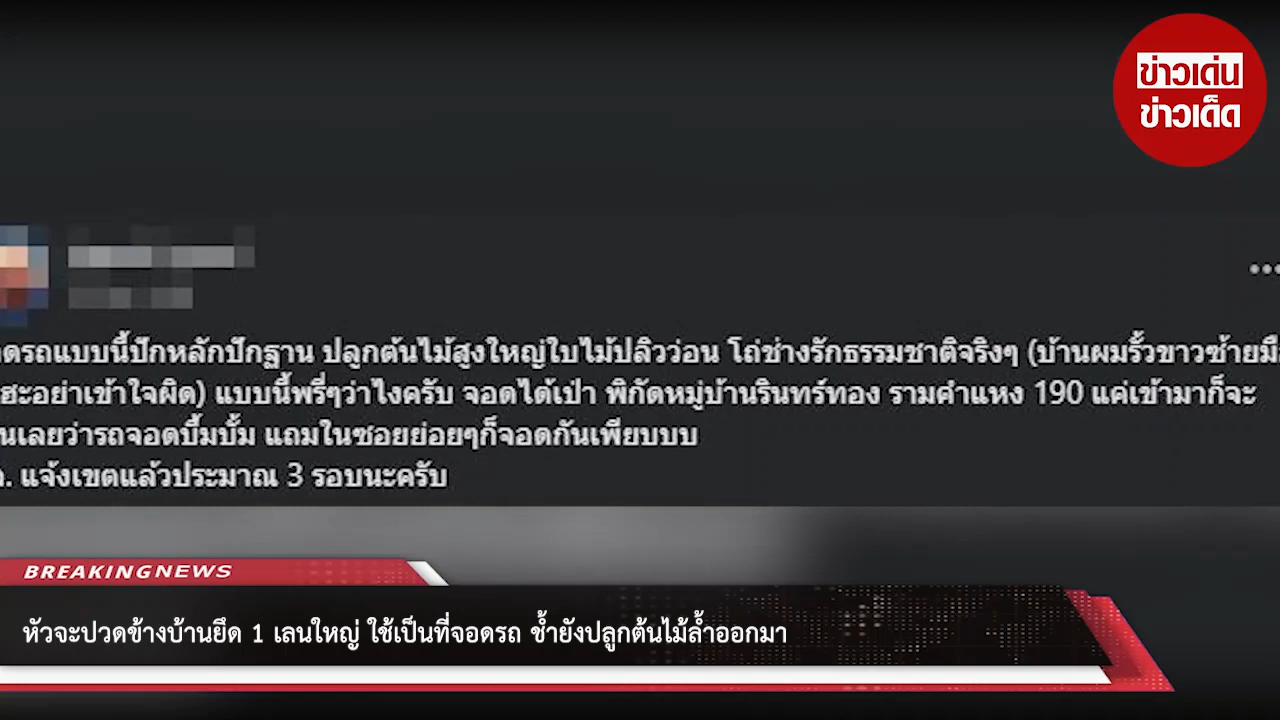 ข่าวเด่น
ข่าวเด็ด
ดรถแบบนี้ปักหลักปักฐาน ปลูกต้นไม้สูงใหญ่ใบไม้ปลิวว่อน โถ่ช่างรักธรรมชาติจริงๆ (บ้านผมรั้วขาวซ้ายมือ
ฮะอย่าเข้าใจผิด) แบบนี้พรี่ๆว่าไงครับ จอดได้เป่า พิกัดหมู่บ้านรินทร์ทอง รามคำแหง 190 แค่เข้ามาก็จะ
นเลยว่ารถจอดบึ้มบั้ม แถมในซอยย่อยๆก็จอดกันเพียบบบ
. แจ้งเขตแล้วประมาณ 3 รอบนะครับ
BREAKINGNEWS
หัวจะปวดข้างบ้านยึด 1 เลนใหญ่ ใช้เป็นที่จอดรถ ซ้ำยังปลูกต้นไม้ล้ำออกมา